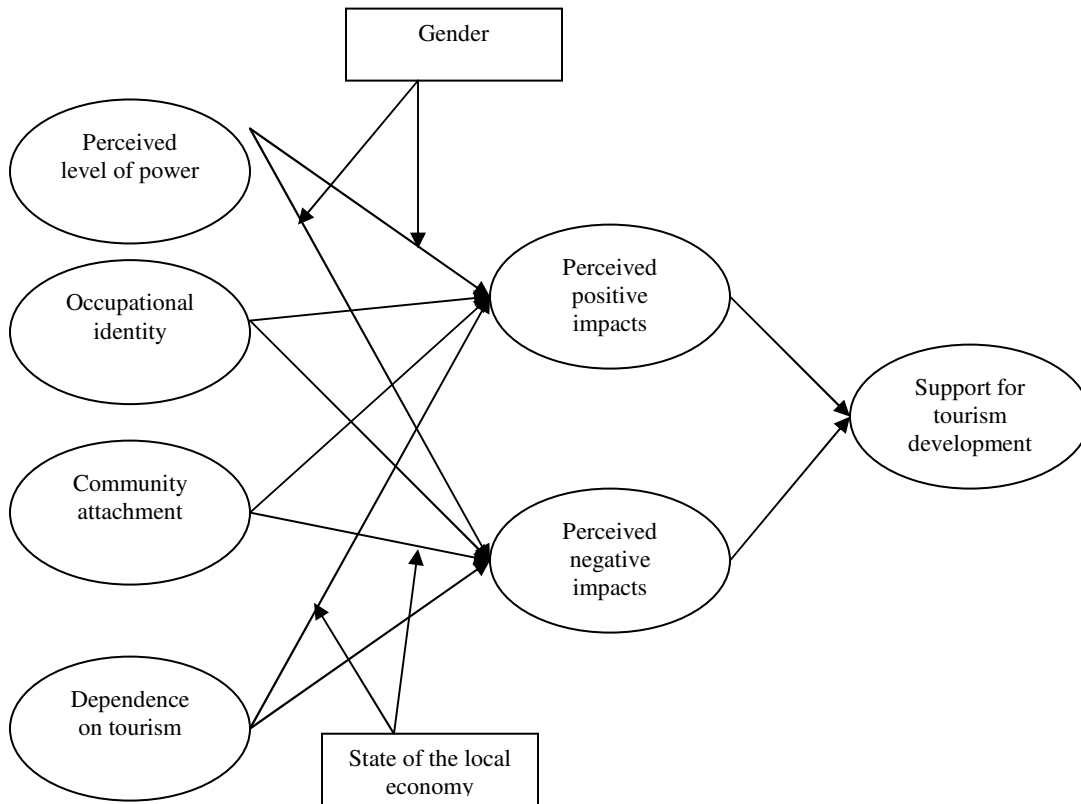 Gender
Perceived
level of power
Occupational
identity
Community
attachment
Dependence
on tourism
Perceived
positive
impacts
Perceived
negative
impacts
Support for
tourism
development
State of the local
economy